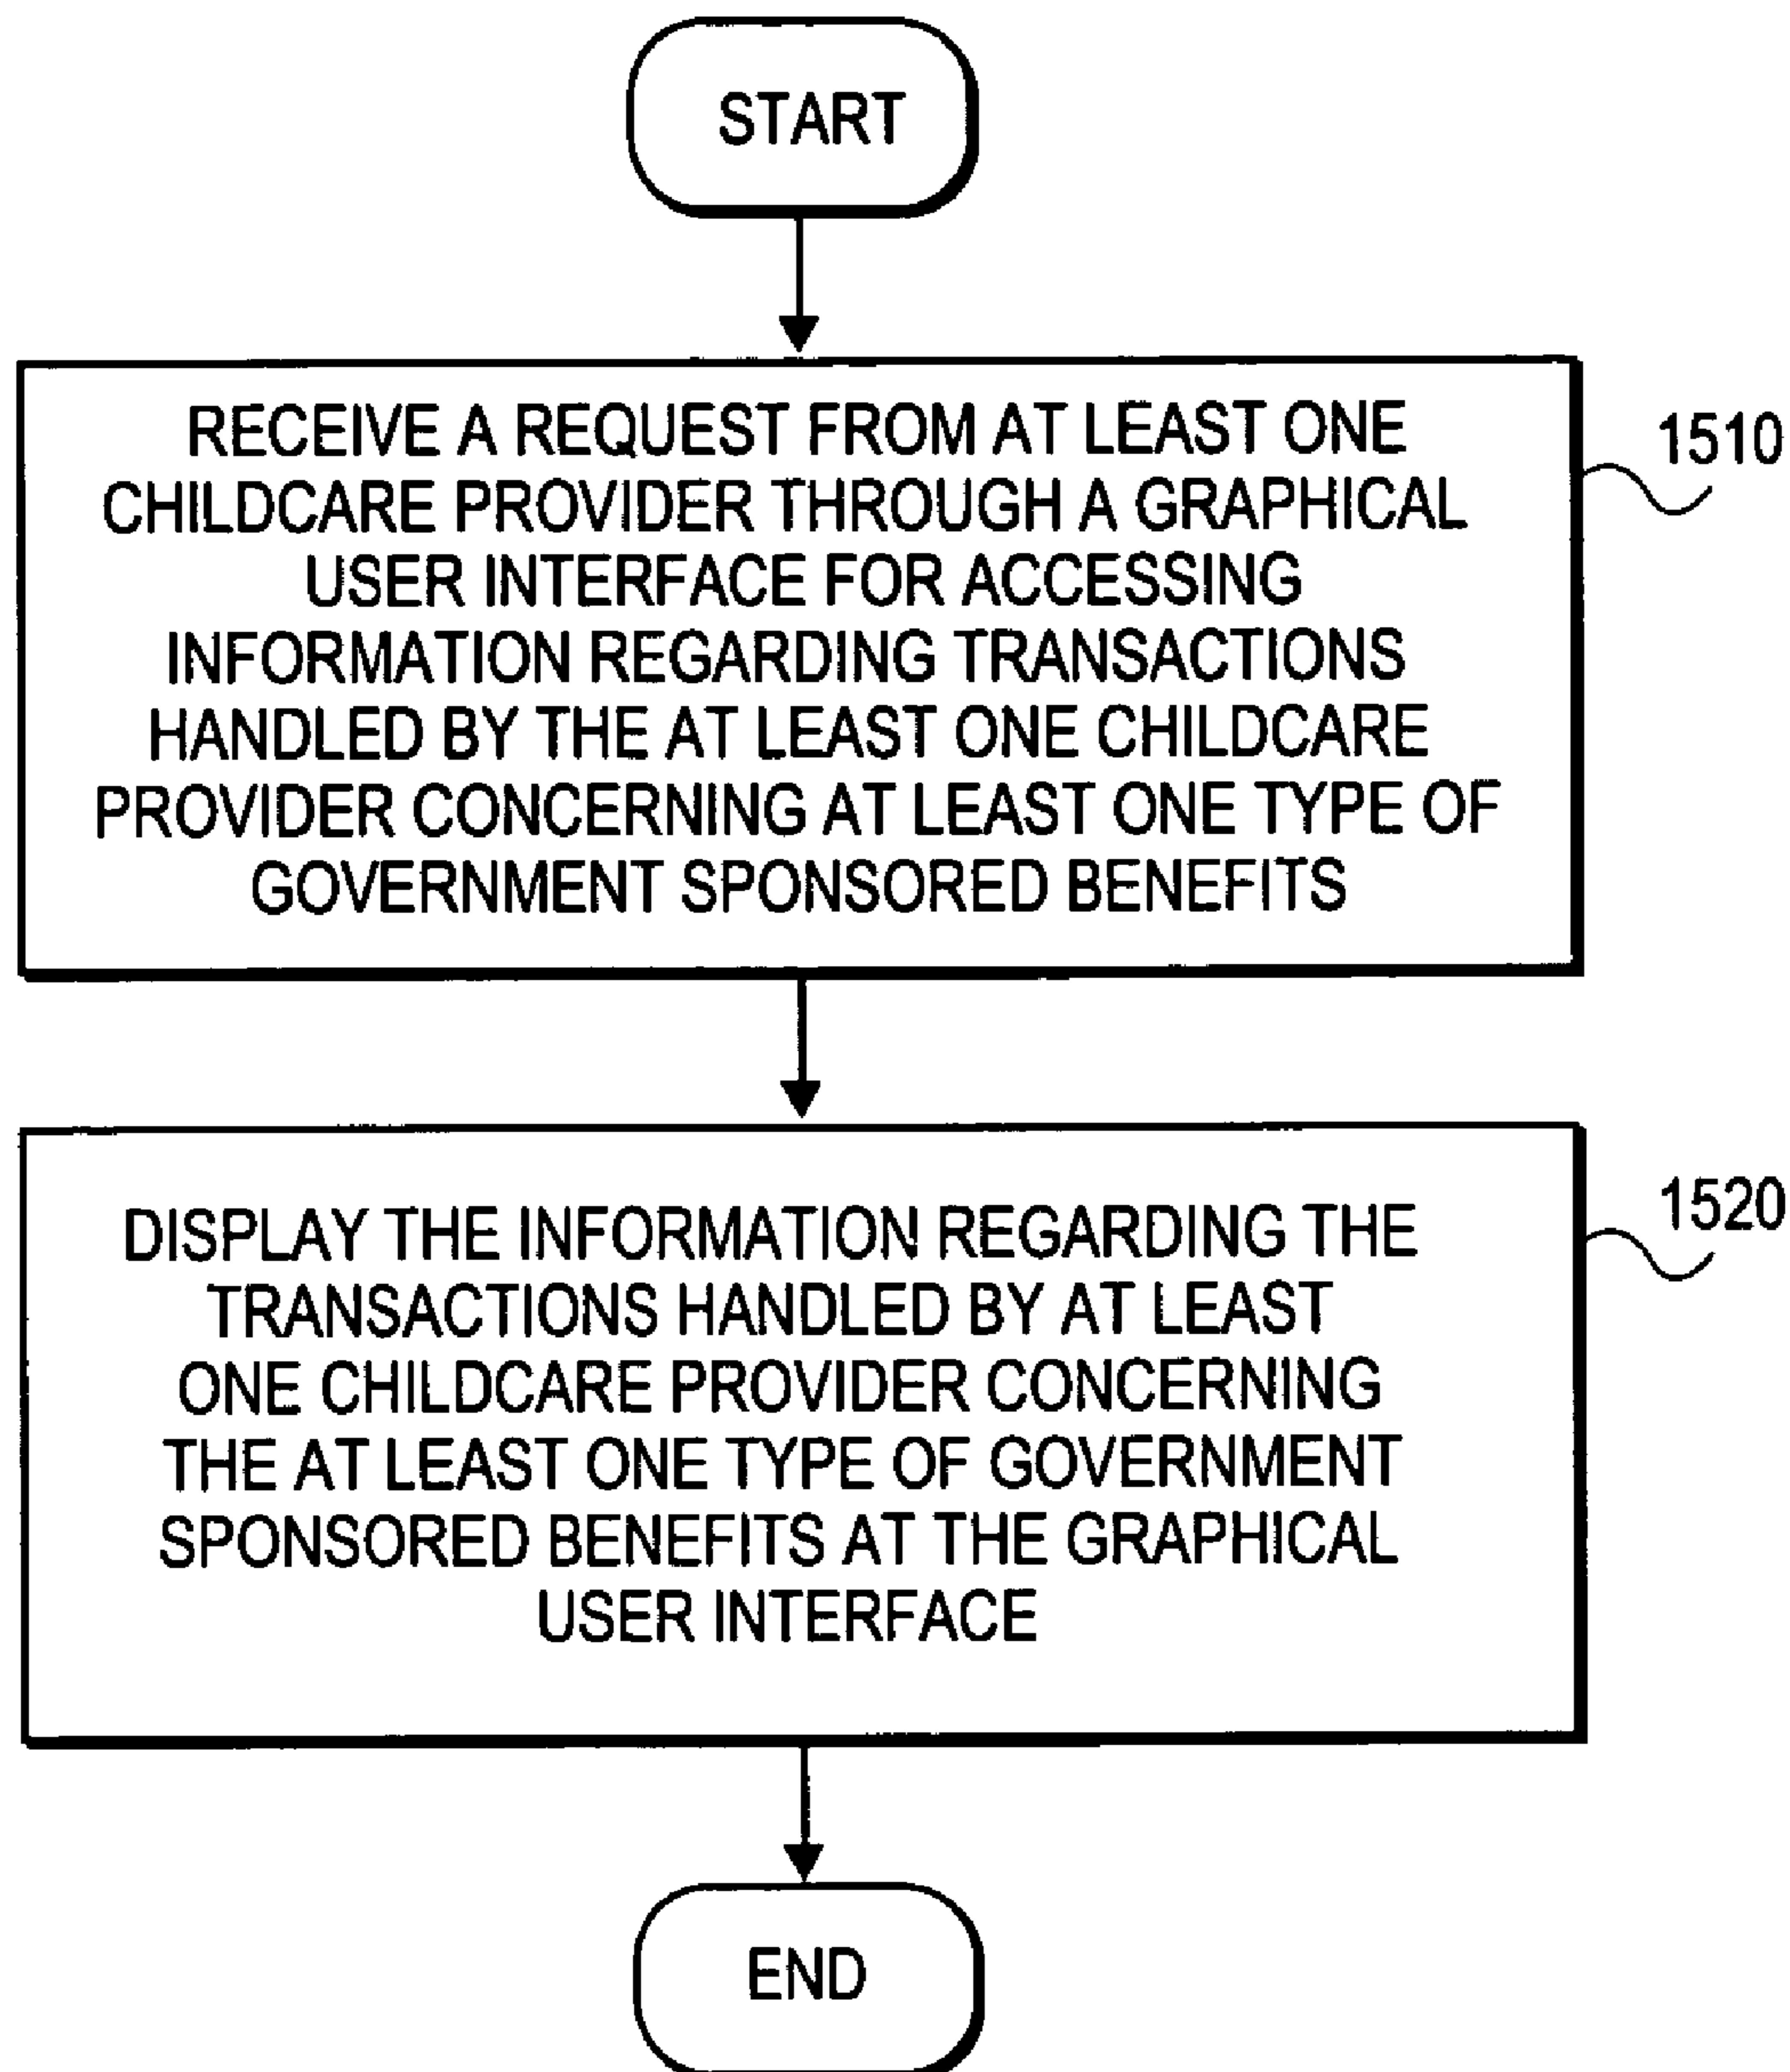 START
RECEIVE A REQUEST FROM AT LEAST ONE
CHILDCARE PROVIDER THROUGH A GRAPHICAL
USER INTERFACE FOR ACCESSING
INFORMATION REGARDING TRANSACTIONS
HANDLED BY THE AT LEAST ONE CHILDCARE
PROVIDER CONCERNING AT LEAST ONE TYPE OF
GOVERNMENT SPONSORED BENEFITS
1510
DISPLAY THE INFORMATION REGARDING THE
TRANSACTIONS HANDLED BY AT LEAST
ONE CHILDCARE PROVIDER CONCERNING
THE AT LEAST ONE TYPE OF GOVERNMENT
SPONSORED BENEFITS AT THE GRAPHICAL
USER INTERFACE
1520
END